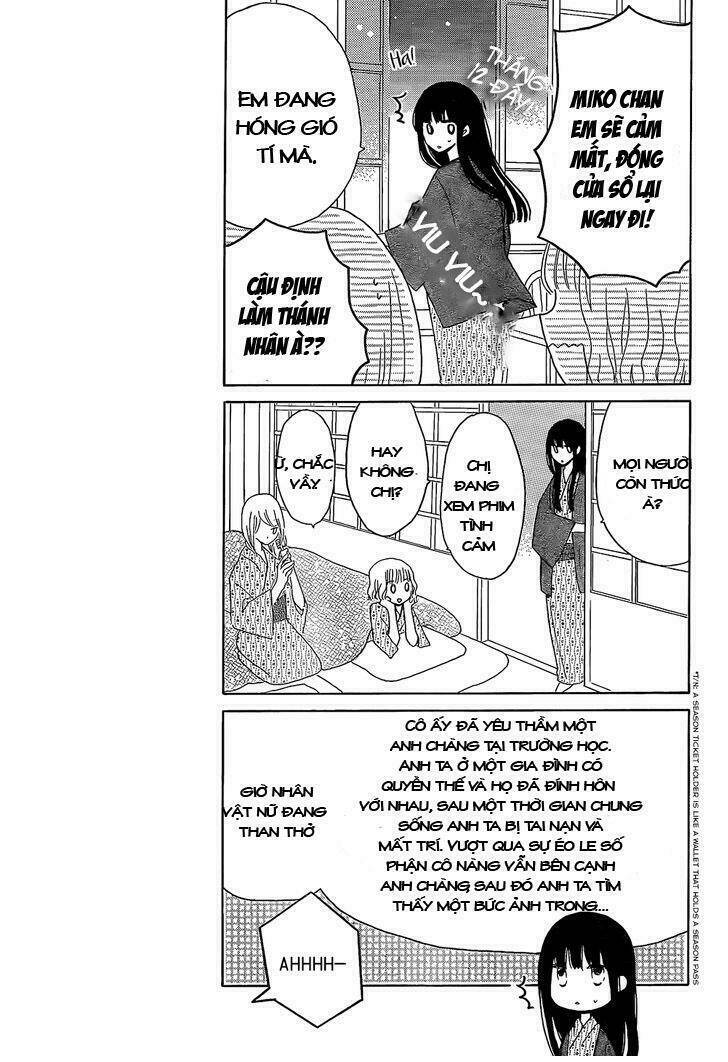 MIKO CHAN
EM SẼ CẢM
MẤT, ĐÓNG
CỬA SỔ LẠI
NGAY ĐI!
THÁNG
12 ĐẤY!
Ha!
EM ĐANG
HÓNG GIÓ
TÍ MÀ.
VIU VIU~
CẬU ĐỊNH
LÀM THÁNH
NHÂN À??
MỌI NGƯỜI
CÒN THỨC
À?
CHỊ
ĐANG
XEM PHIM
TÌNH
CẢM
HAY
KHÔNG
CHỊ?
Ừ, CHẮC
VẦY
*T/N: A SEASON TICKET HOLDER IS LIKE A WALLET THAT HOLDS A SEASON PASS
CÔ ẤY ĐÃ YÊU THẦM MỘT
ANH CHÀNG TẠI TRƯỜNG HỌC.
ANH TA Ở MỘT GIA ĐÌNH CÓ
QUYỀN THẾ VÀ HỌ ĐÃ ĐÍNH HÔN
VỚI NHAU, SAU MỘT THỜI GIAN CHUNG
SỐNG ANH TA BỊ TAI NẠN VÀ
MẤT TRÍ. VƯỢT QUA SỰ ÉO LE SỐ
PHẬN CÔ NÀNG VẪN BÊN CẠNH
ANH CHÀNG, SAU ĐÓ ANH TA TÌM
THẤY MỘT BỨC ẢNH TRONG...
GIỜ NHÂN
VẬT NỮ ĐANG
THAN THỞ
AHHHH-